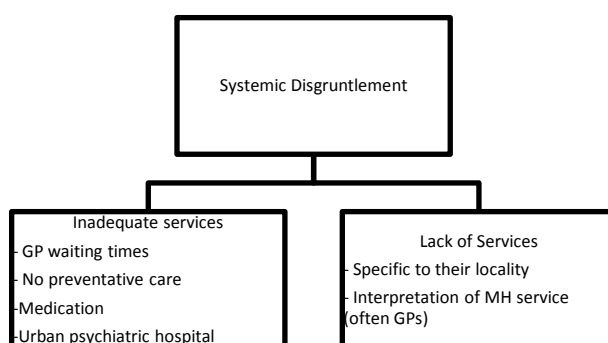 Systemic Disgruntlement
Inadequate services
- GP waiting times
- No preventative care
-Medication
-Urban psychiatric hospital
Lack of Services
- Specific to their locality
- Interpretation of MH service
(often GPs)